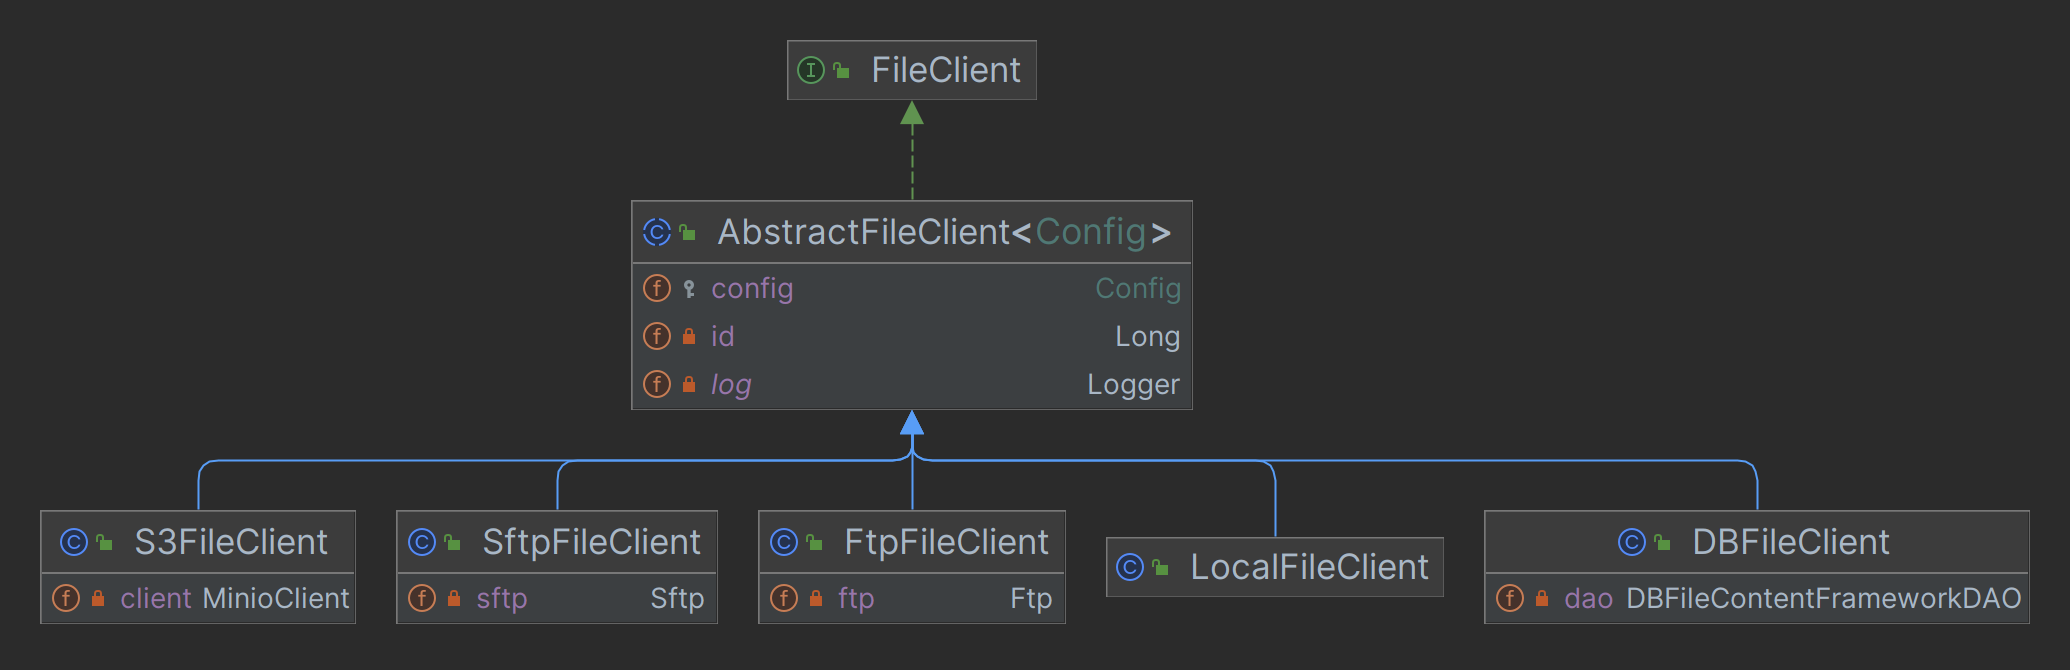 FileClient
AbstractFileClient<Config>
config Config
id Long
log Logger
S3FileClient
client MinioClient
SftpFileClient
sftp Sftp
FtpFileClient
ftp Ftp
LocalFileClient
DBFileClient
dao DBFileContentFrameworkDAO